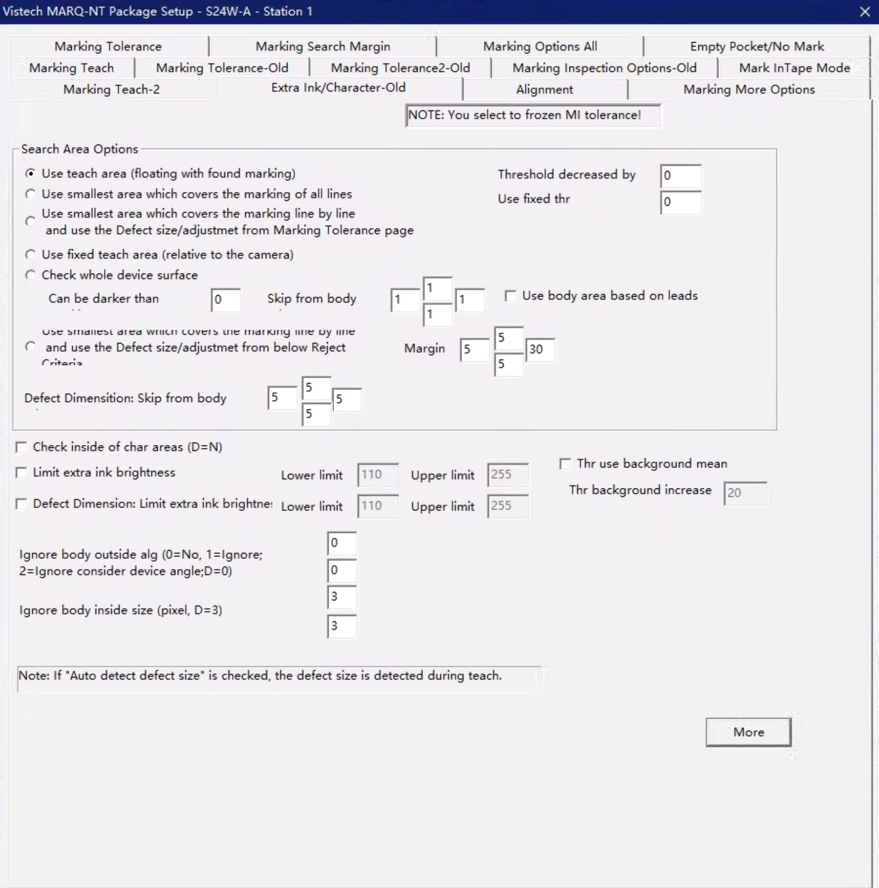 Vistech MARQ-NT Package Setup - S24W-A - Station 1
Marking Tolerance Marking Search Margin Marking Options All Empty Pocket/No Mark
Marking Teach Marking Tolerance-Old Marking Tolerance2-Old Marking Inspection Options-Old Mark InTape Mode
Marking Teach-2 Extra Ink/Character-Old Alignment Marking More Options
NOTE: You select to frozen MI tolerance!
Search Area Options
Use teach area (floating with found marking) Threshold decreased by 0
Use smallest area which covers the marking of all lines Use fixed thr 0
Use smallest area which covers the marking line by line
and use the Defect size/adjustmet from Marking Tolerance page
Use fixed teach area (relative to the camera)
Check whole device surface
Can be darker than 0 Skip from body 1 1 1 1 Use body area based on leads
Use smallest area which covers the marking line by line
and use the Defect size/adjustmet from below Reject
Criteria
Margin 5 5 5 30
Defect Dimensition: Skip from body 5 5 5 5
Check inside of char areas (D=N)
Limit extra ink brightness Lower limit 110 Upper limit 255 Thr use background mean
Thr background increase 20
Defect Dimension: Limit extra ink brightne Lower limit 110 Upper limit 255
Ignore body outside alg (0=No, 1=Ignore; 0
2=Ignore consider device angle;D=0) 0
Ignore body inside size (pixel, D=3) 3
3
Note: If "Auto detect defect size" is checked, the defect size is detected during teach.
More